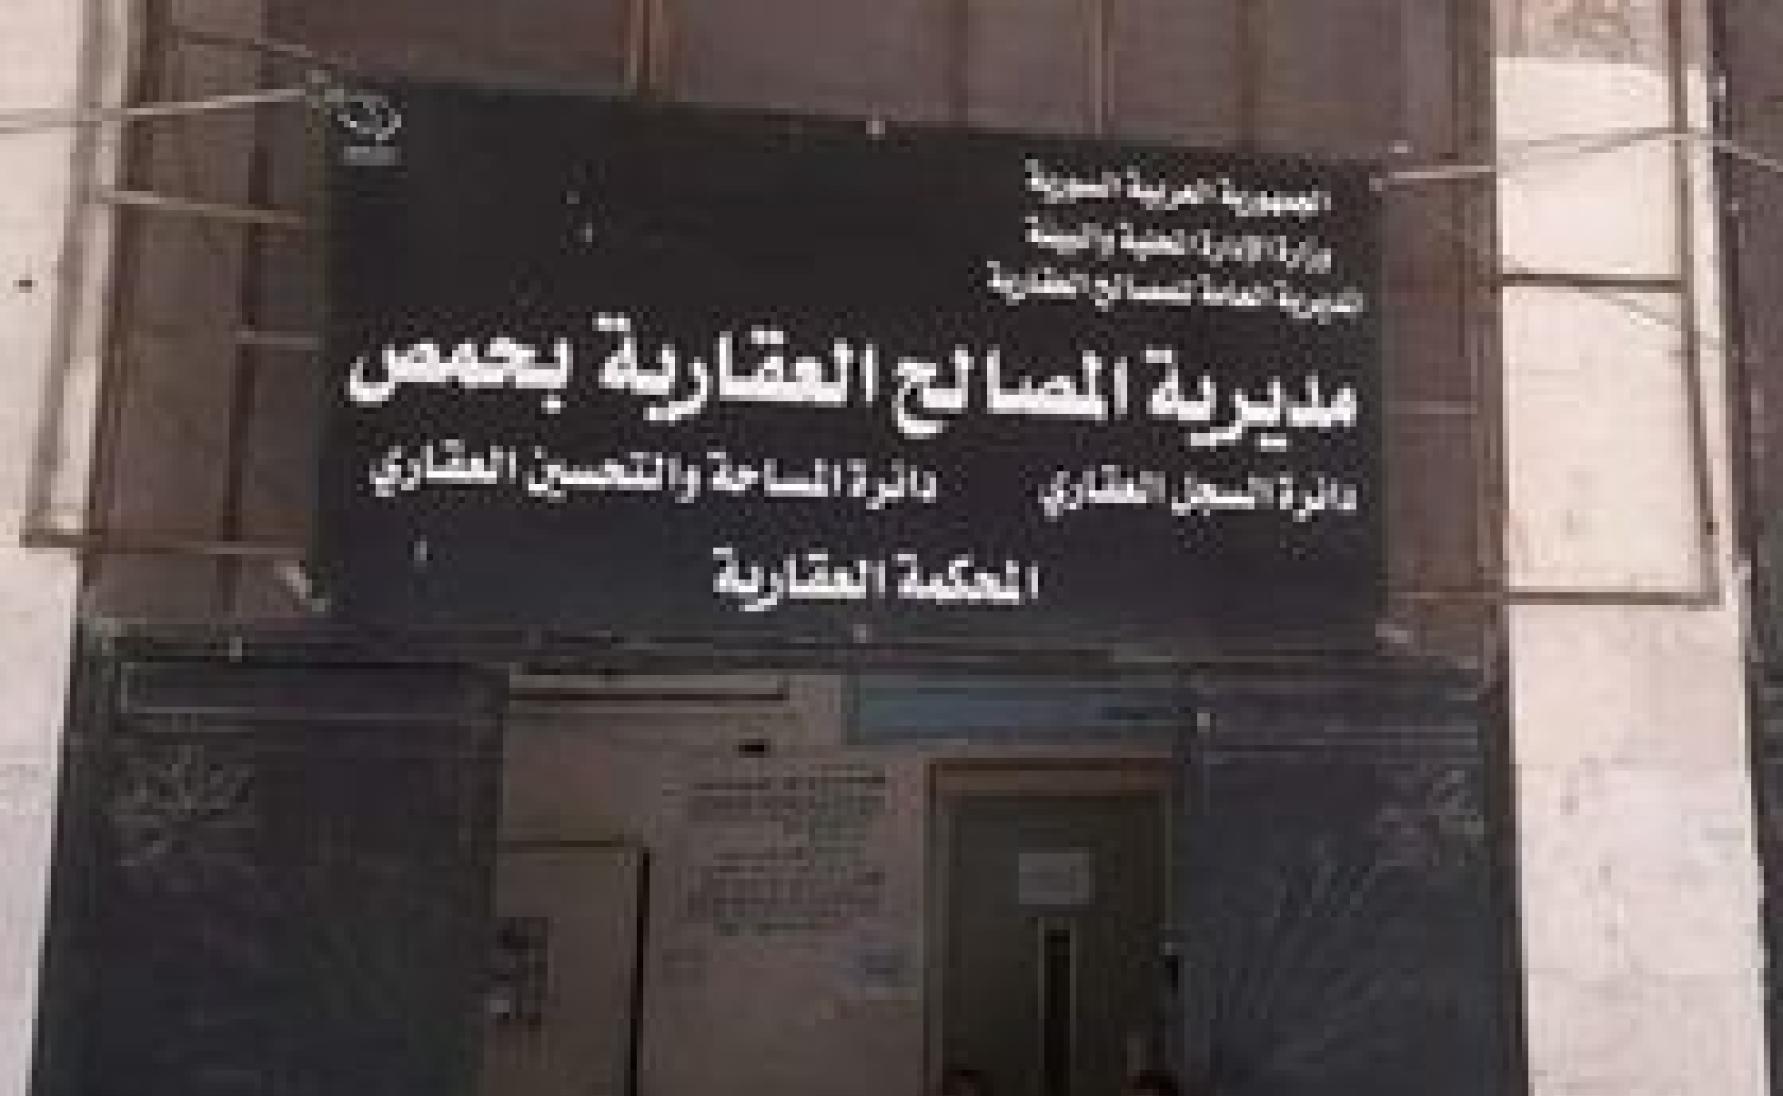 الجمهورية العربية السورية
وزارة الإدارة المحلية والبيئة
المديرية العامة للمصالح العقارية
مديرية المصالح العقارية بحمص
دائرة السجل العقاري    دائرة المساحة والتحسين العقاري
المحكمة العقارية